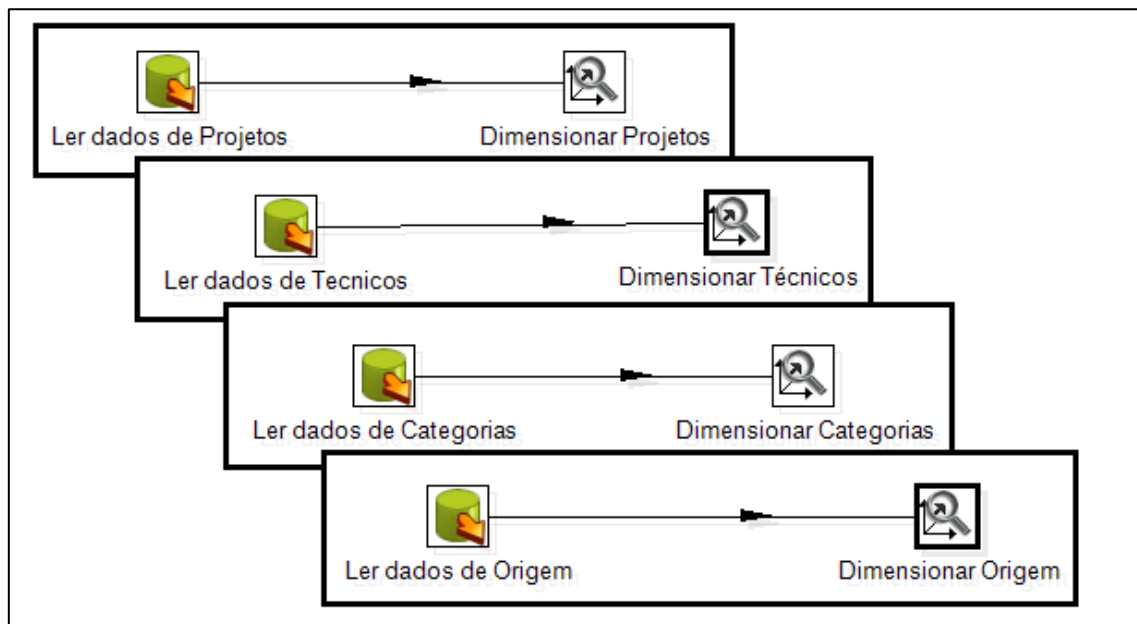 Ler dados de Projetos
Dimensionar Projetos
Ler dados de Tecnicos
Dimensionar Técnicos
Ler dados de Categorias
Dimensionar Categorias
Ler dados de Origem
Dimensionar Origem